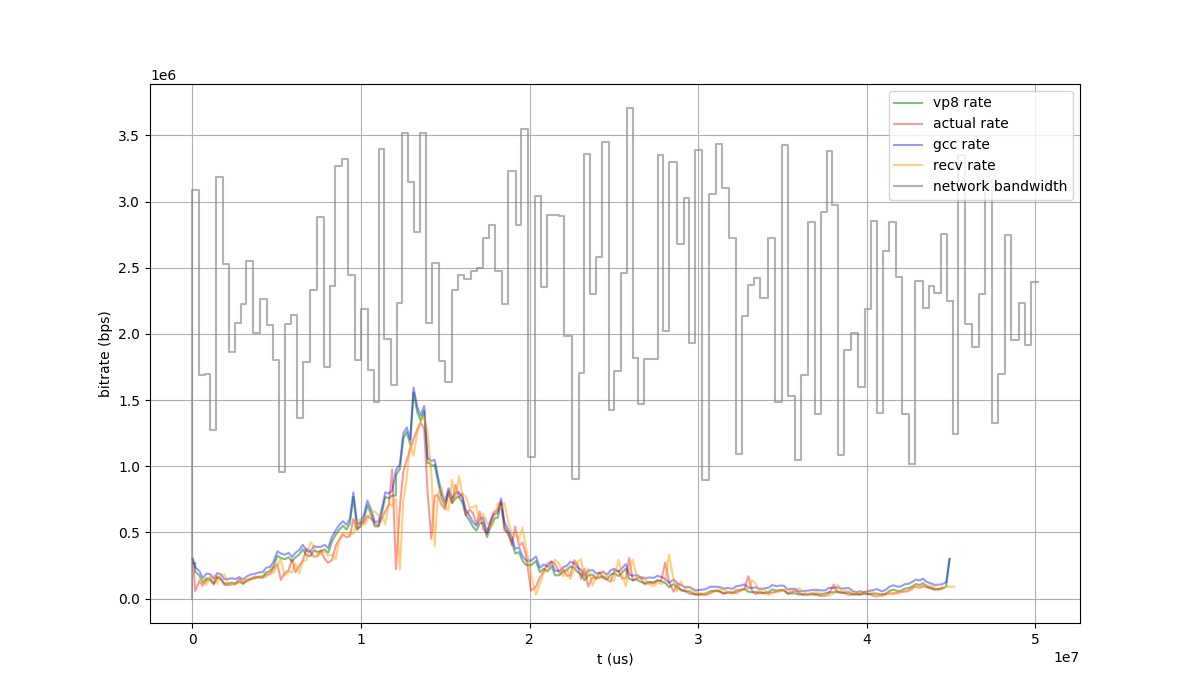 1e6
3.5
3.0
2.5
2.0
1.5
1.0
0.5
0.0
bitrate (bps)
0 1 2 3 4 5
1e7
t (us)
vp8 rate
actual rate
gcc rate
recv rate
network bandwidth